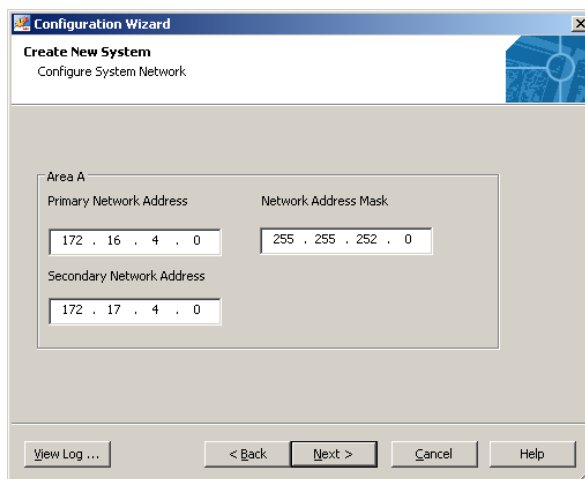 Configuration Wizard
Create New System
Configure System Network
Area A
Primary Network Address
Network Address Mask
172 . 16 . 4 . 0
255 . 255 . 252 . 0
Secondary Network Address
172 . 17 . 4 . 0
View Log ...
< Back
Next >
Cancel
Help